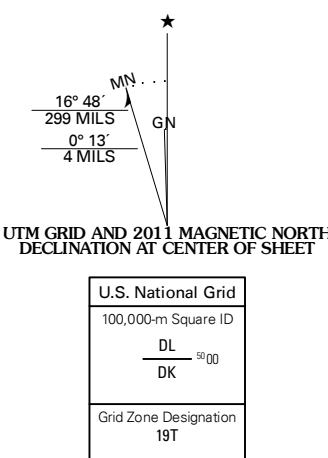 ★
MN
16° 48´
299 MILS
GN
0° 13´
4 MILS
UTM GRID AND 2011 MAGNETIC NORTH
DECLINATION AT CENTER OF SHEET
U.S. National Grid
100,000-m Square ID
DL
5000
DK
Grid Zone Designation
19T